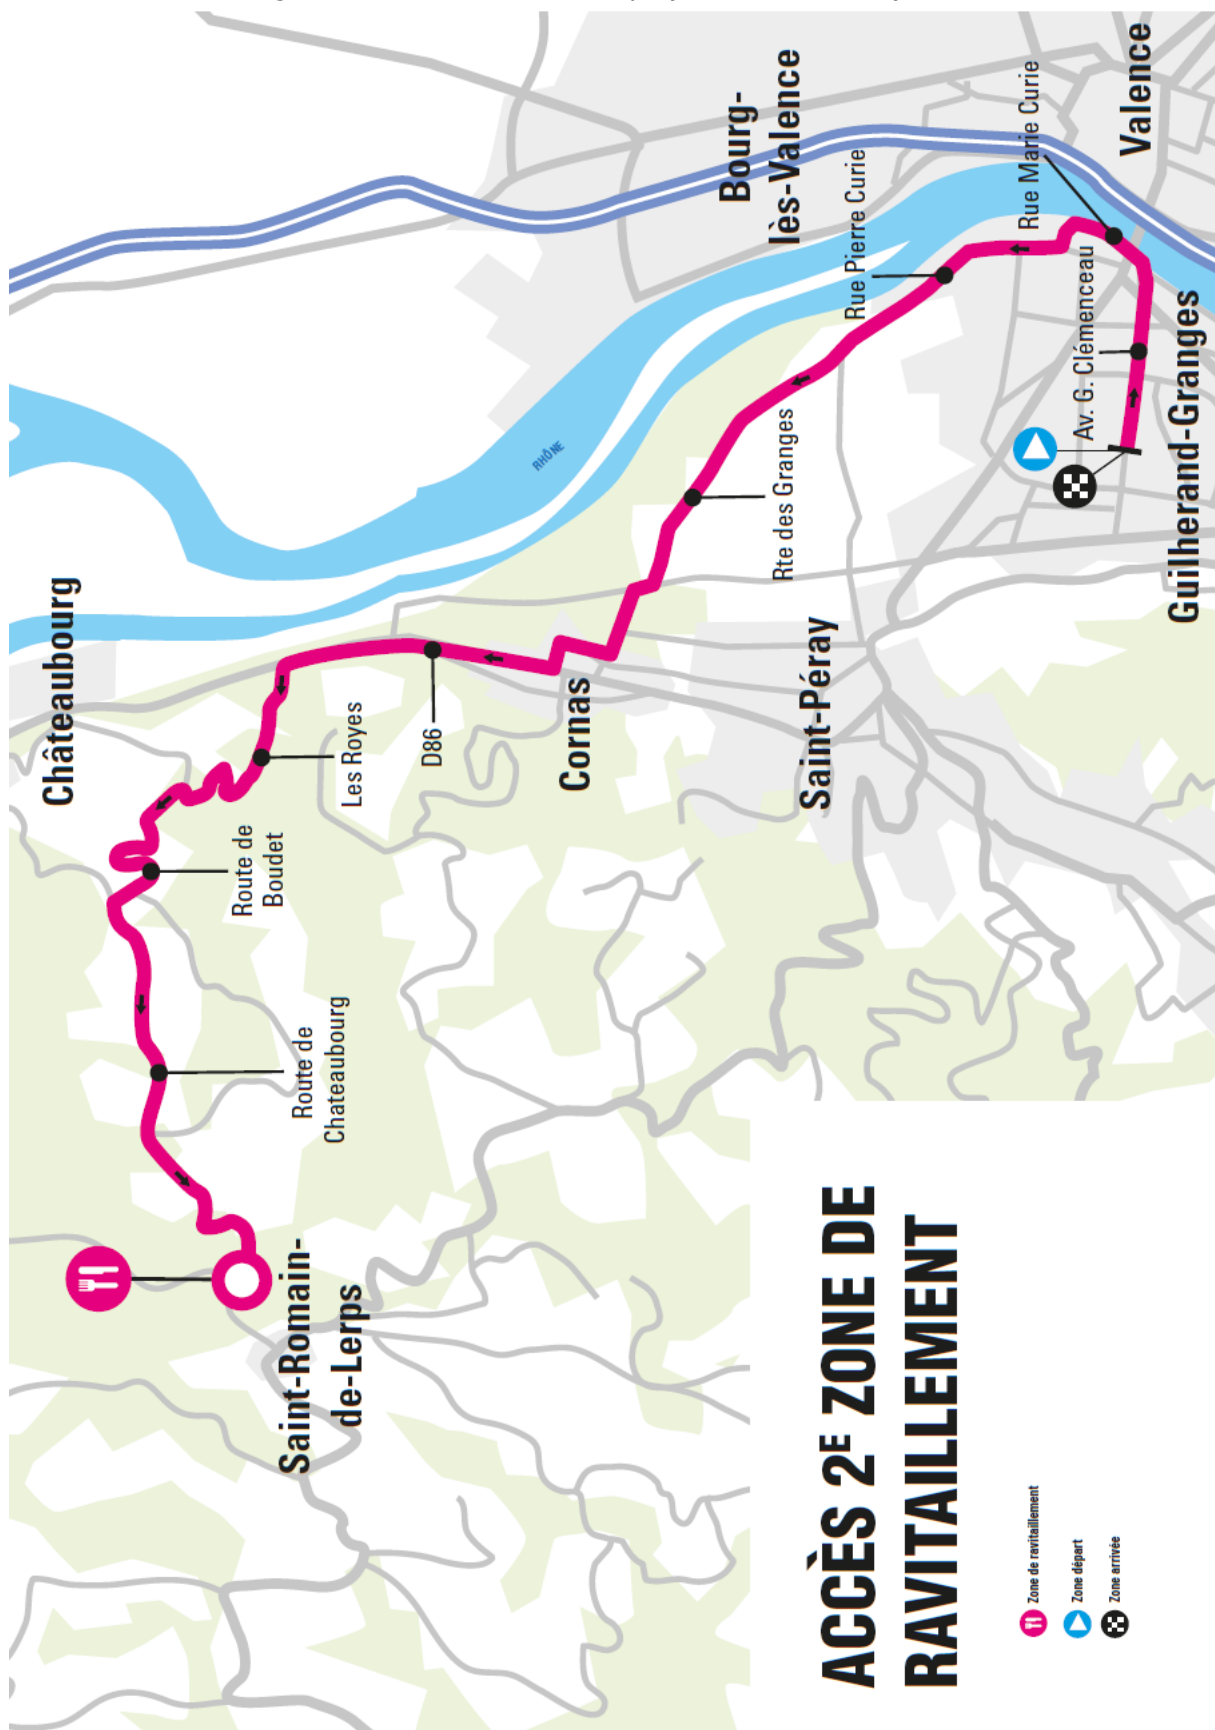 Châteaubourg
Bourg-
lès-Valence
Valence
Rue Marie Curie
Rue Pierre Curie
Av. G. Clémenceau
Guilherand-Granges
RHÔNE
Rte des Granges
Saint-Péray
Cornas
D86
Les Royes
Route de
Boudet
Route de
Chateaubourg
Saint-Romain-
de-Lerps
ACCÈS 2E ZONE DE
RAVITAILLEMENT
Zone de ravitaillement
Zone départ
Zone arrivée